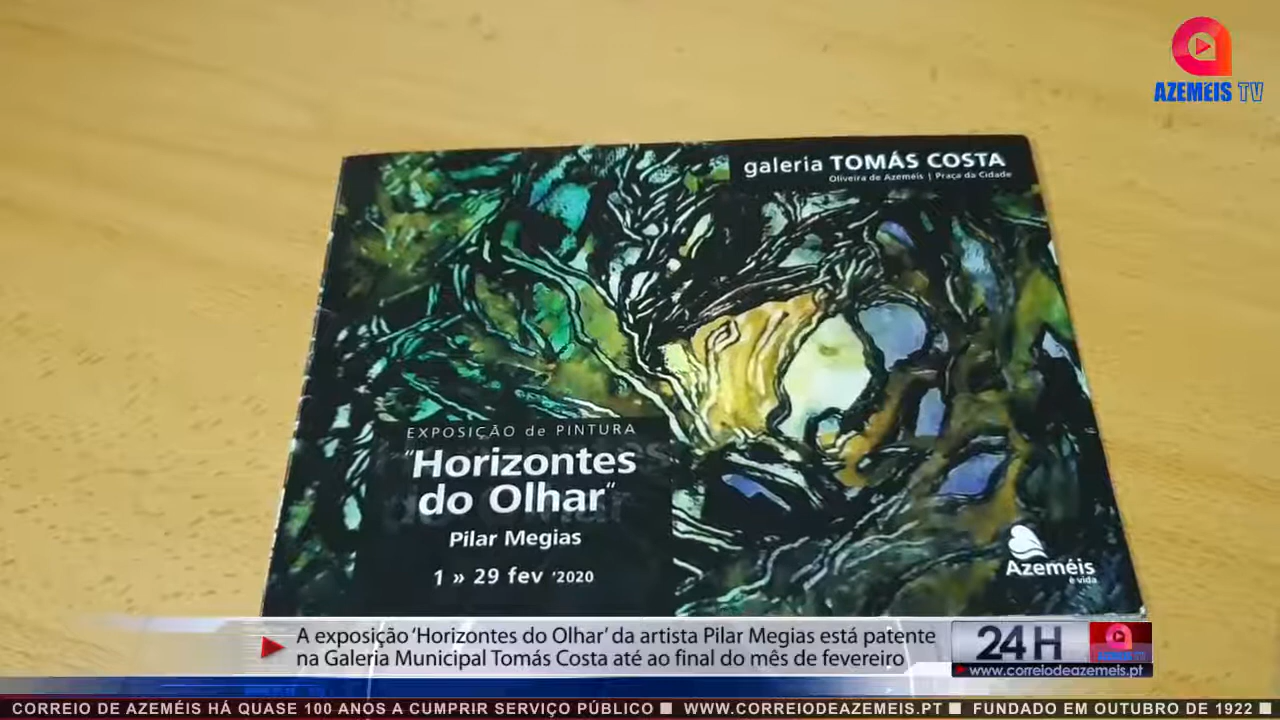 AZEMÉIS TV
galeria TOMÁS COSTA
Oliveira de Azeméis | Praça da Cidade
EXPOSIÇÃO de PINTURA
"Horizontes
do Olhar"
Pilar Megias
1 » 29 fev '2020
Azeméis
é vida
A exposição 'Horizontes do Olhar' da artista Pilar Megias está patente
na Galeria Municipal Tomás Costa até ao final do mês de fevereiro
24H
AZEMÉIS TV
www.correiodeazemeis.pt
CORREIO DE AZEMÉIS HÁ QUASE 100 ANOS A CUMPRIR SERVIÇO PÚBLICO ■ WWW.CORREIODEAZEMEIS.PT ■ FUNDADO EM OUTUBRO DE 1922 ■